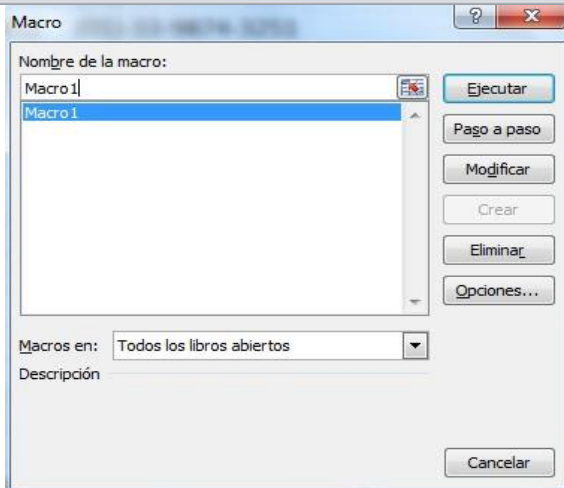 Macro
Nombre de la macro:
Macro1
Macro1
Ejecutar
Paso a paso
Modificar
Crear
Eliminar
Opciones...
Macros en:
Todos los libros abiertos
Descripción
Cancelar